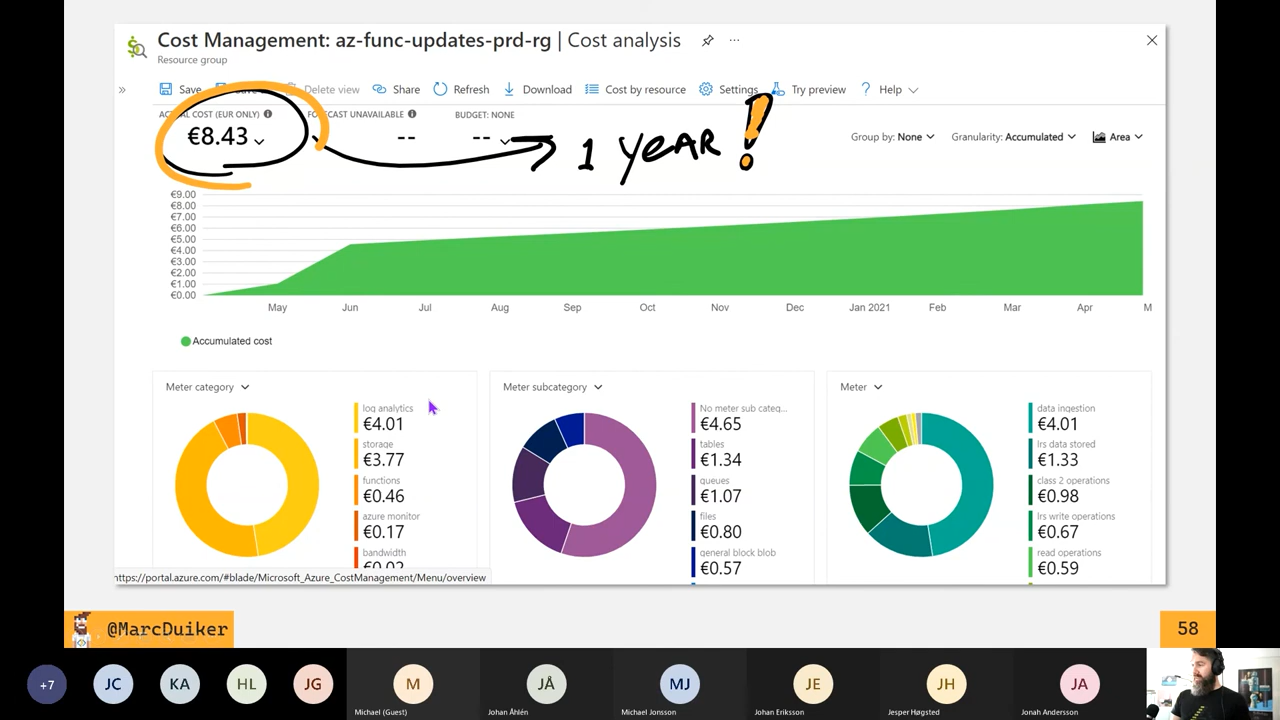 Cost Management: az-func-updates-prd-rg | Cost analysis
Resource group
Save
Delete view
Share
Refresh
Download
Cost by resource
Settings
Try preview
Help
ACTUAL COST (EUR ONLY)
FORECAST UNAVAILABLE
BUDGET: NONE
€8.43
--
--
1 YEAR!
Group by: None
Granularity: Accumulated
Area
€9.00
€8.00
€7.00
€6.00
€5.00
€4.00
€3.00
€2.00
€1.00
€0.00
May
Jun
Jul
Aug
Sep
Oct
Nov
Dec
Jan 2021
Feb
Mar
Apr
M
Accumulated cost
Meter category
log analytics
€4.01
storage
€3.77
functions
€0.46
azure monitor
€0.17
bandwidth
€0.02
Meter subcategory
No meter sub categ...
€4.65
tables
€1.34
queues
€1.07
files
€0.80
general block blob
€0.57
Meter
data ingestion
€4.01
lrs data stored
€1.33
class 2 operations
€0.98
lrs write operations
€0.67
read operations
€0.59
https://portal.azure.com/#blade/Microsoft_Azure_CostManagement/Menu/overview
@MarcDuiker
58
+7
JC
KA
HL
JG
M
Michael (Guest)
JÅ
Johan Åhlén
MJ
Michael Jonsson
JE
Johan Eriksson
JH
Jesper Høgsted
JA
Jonah Andersson